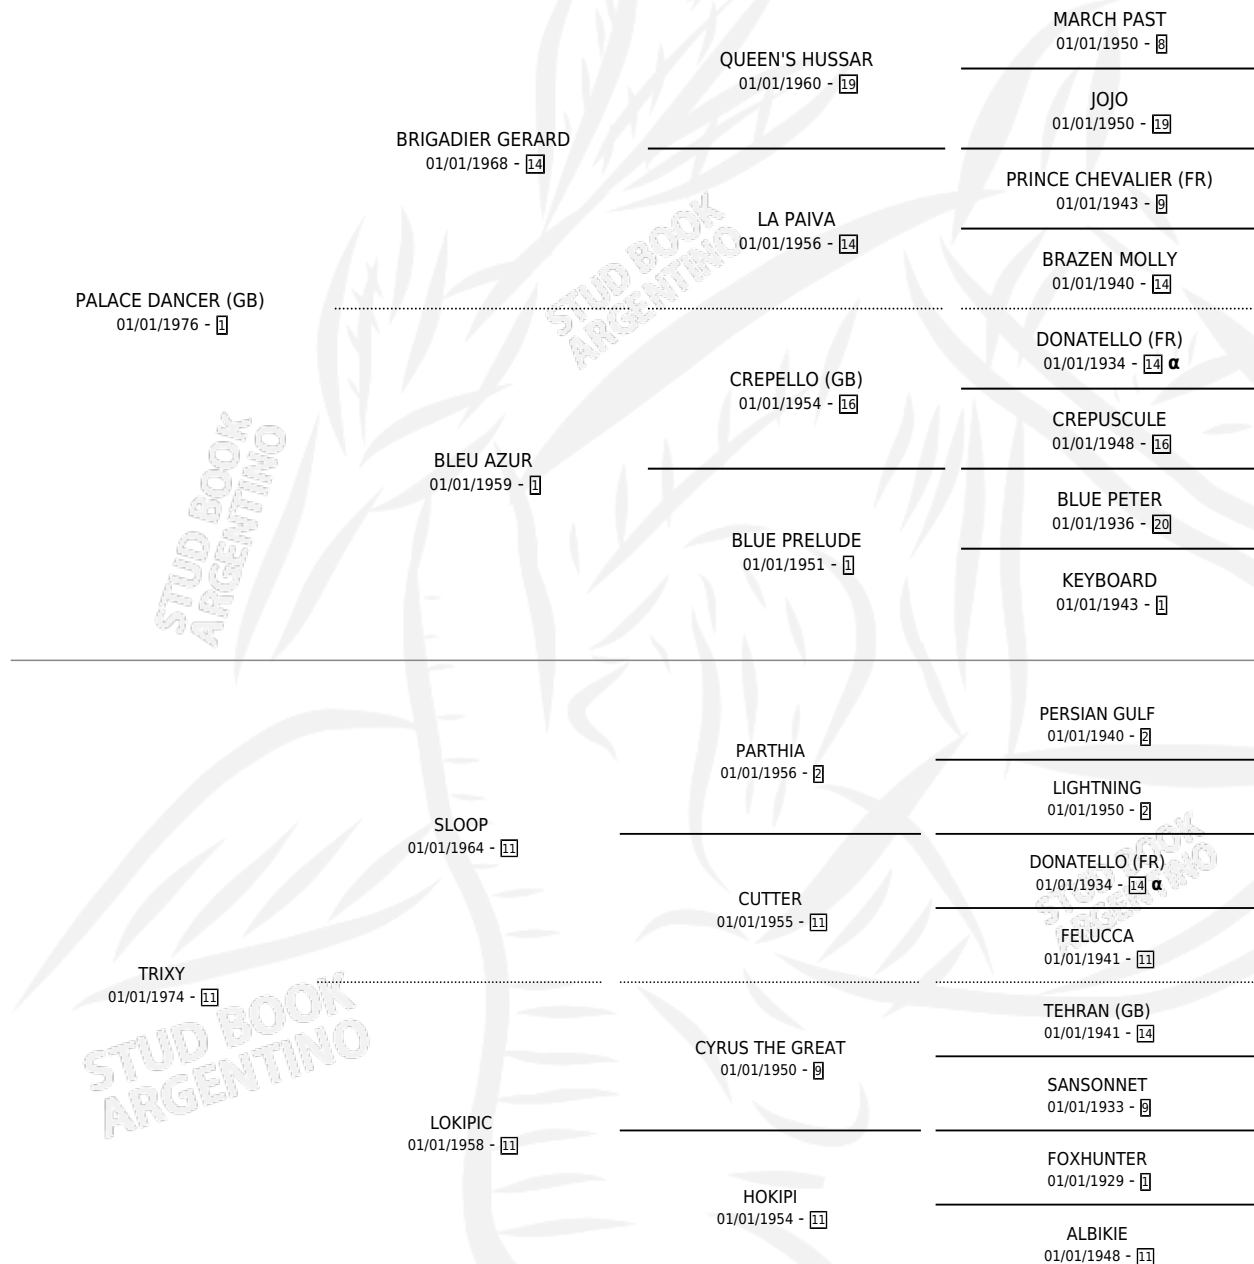 MARCH PAST
01/01/1950 - 8
QUEEN'S HUSSAR
01/01/1960 - 19
JOJO
01/01/1950 - 19
BRIGADIER GERARD
01/01/1968 - 14
PRINCE CHEVALIER (FR)
01/01/1943 - 9
LA PAIVA
01/01/1956 - 14
BRAZEN MOLLY
01/01/1940 - 14
PALACE DANCER (GB)
01/01/1976 - 1
STUD BOOK
ARGENTINO
DONATELLO (FR)
01/01/1934 - 14 α
CREPELLO (GB)
01/01/1954 - 16
CREPUSCULE
01/01/1948 - 16
BLEU AZUR
01/01/1959 - 1
BLUE PETER
01/01/1936 - 20
BLUE PRELUDE
01/01/1951 - 1
KEYBOARD
01/01/1943 - 1
STUD BOOK
ARGENTINO
PERSIAN GULF
01/01/1940 - 2
PARTHIA
01/01/1956 - 2
LIGHTNING
01/01/1950 - 2
SLOOP
01/01/1964 - 11
DONATELLO (FR)
01/01/1934 - 14 α
STUD BOOK
ARGENTINO
CUTTER
01/01/1955 - 11
FELUCCA
01/01/1941 - 11
TRIXY
01/01/1974 - 11
TEHRAN (GB)
01/01/1941 - 14
CYRUS THE GREAT
01/01/1950 - 9
SANSONNET
01/01/1933 - 9
STUD BOOK
ARGENTINO
LOKIPIC
01/01/1958 - 11
FOXHUNTER
01/01/1929 - 1
HOKIPI
01/01/1954 - 11
ALBIKIE
01/01/1948 - 11